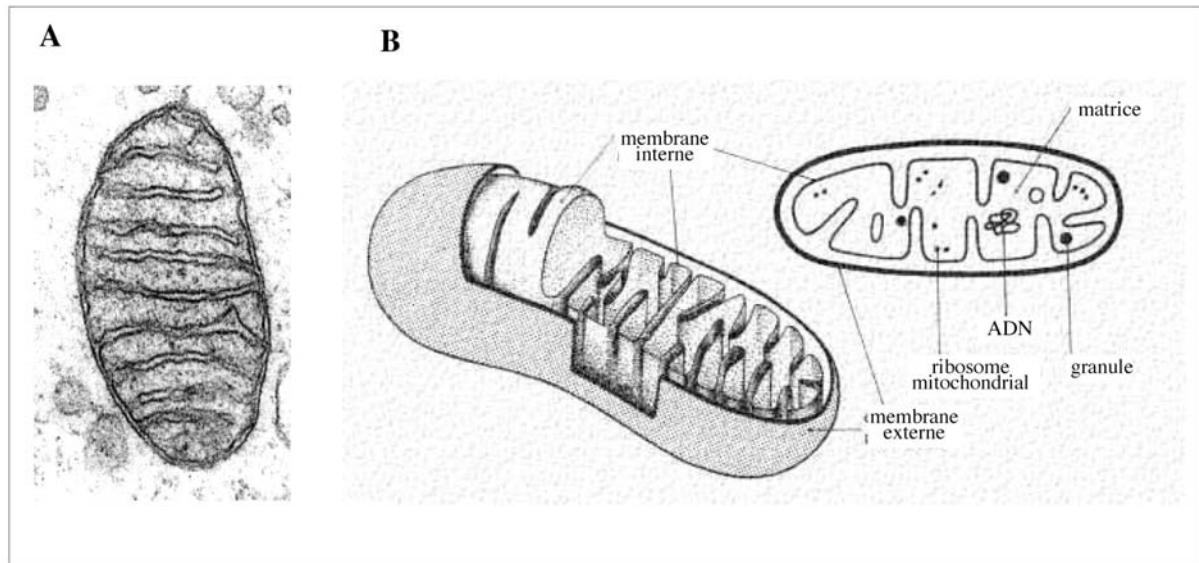 A
B
membrane
interne
matrice
ADN
ribosome
mitochondrial
granule
membrane
externe